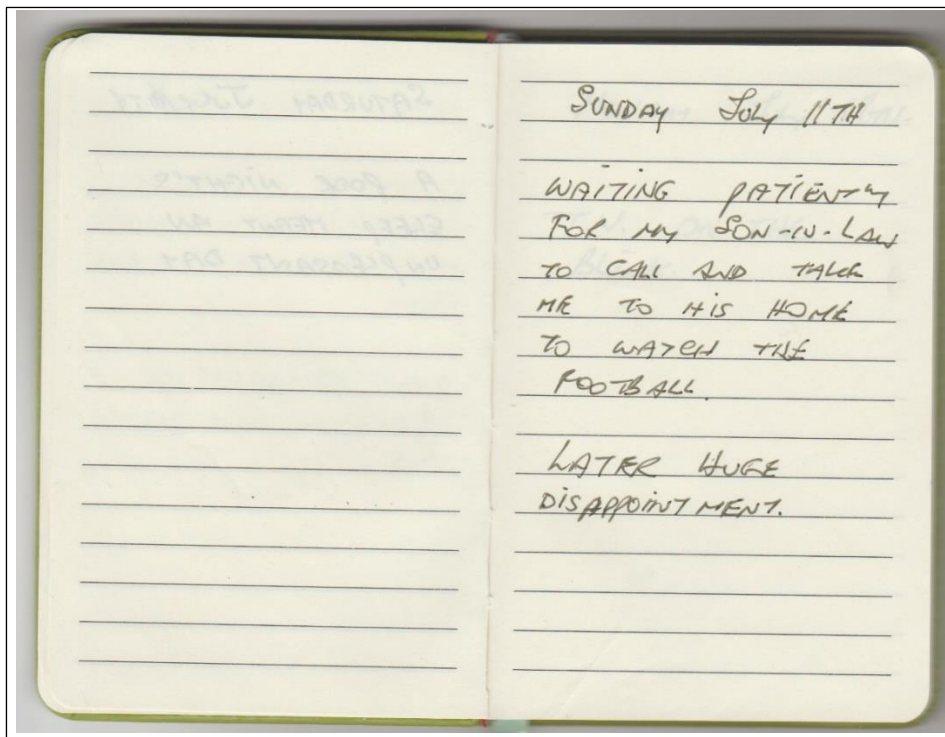 SUNDAY JULY 11TH
WAITING PATIENTLY
FOR MY SON-IN-LAW
TO CALL AND TAKE
ME TO HIS HOME
TO WATCH THE
FOOTBALL.
LATER HUGE
DISAPPOINTMENT.